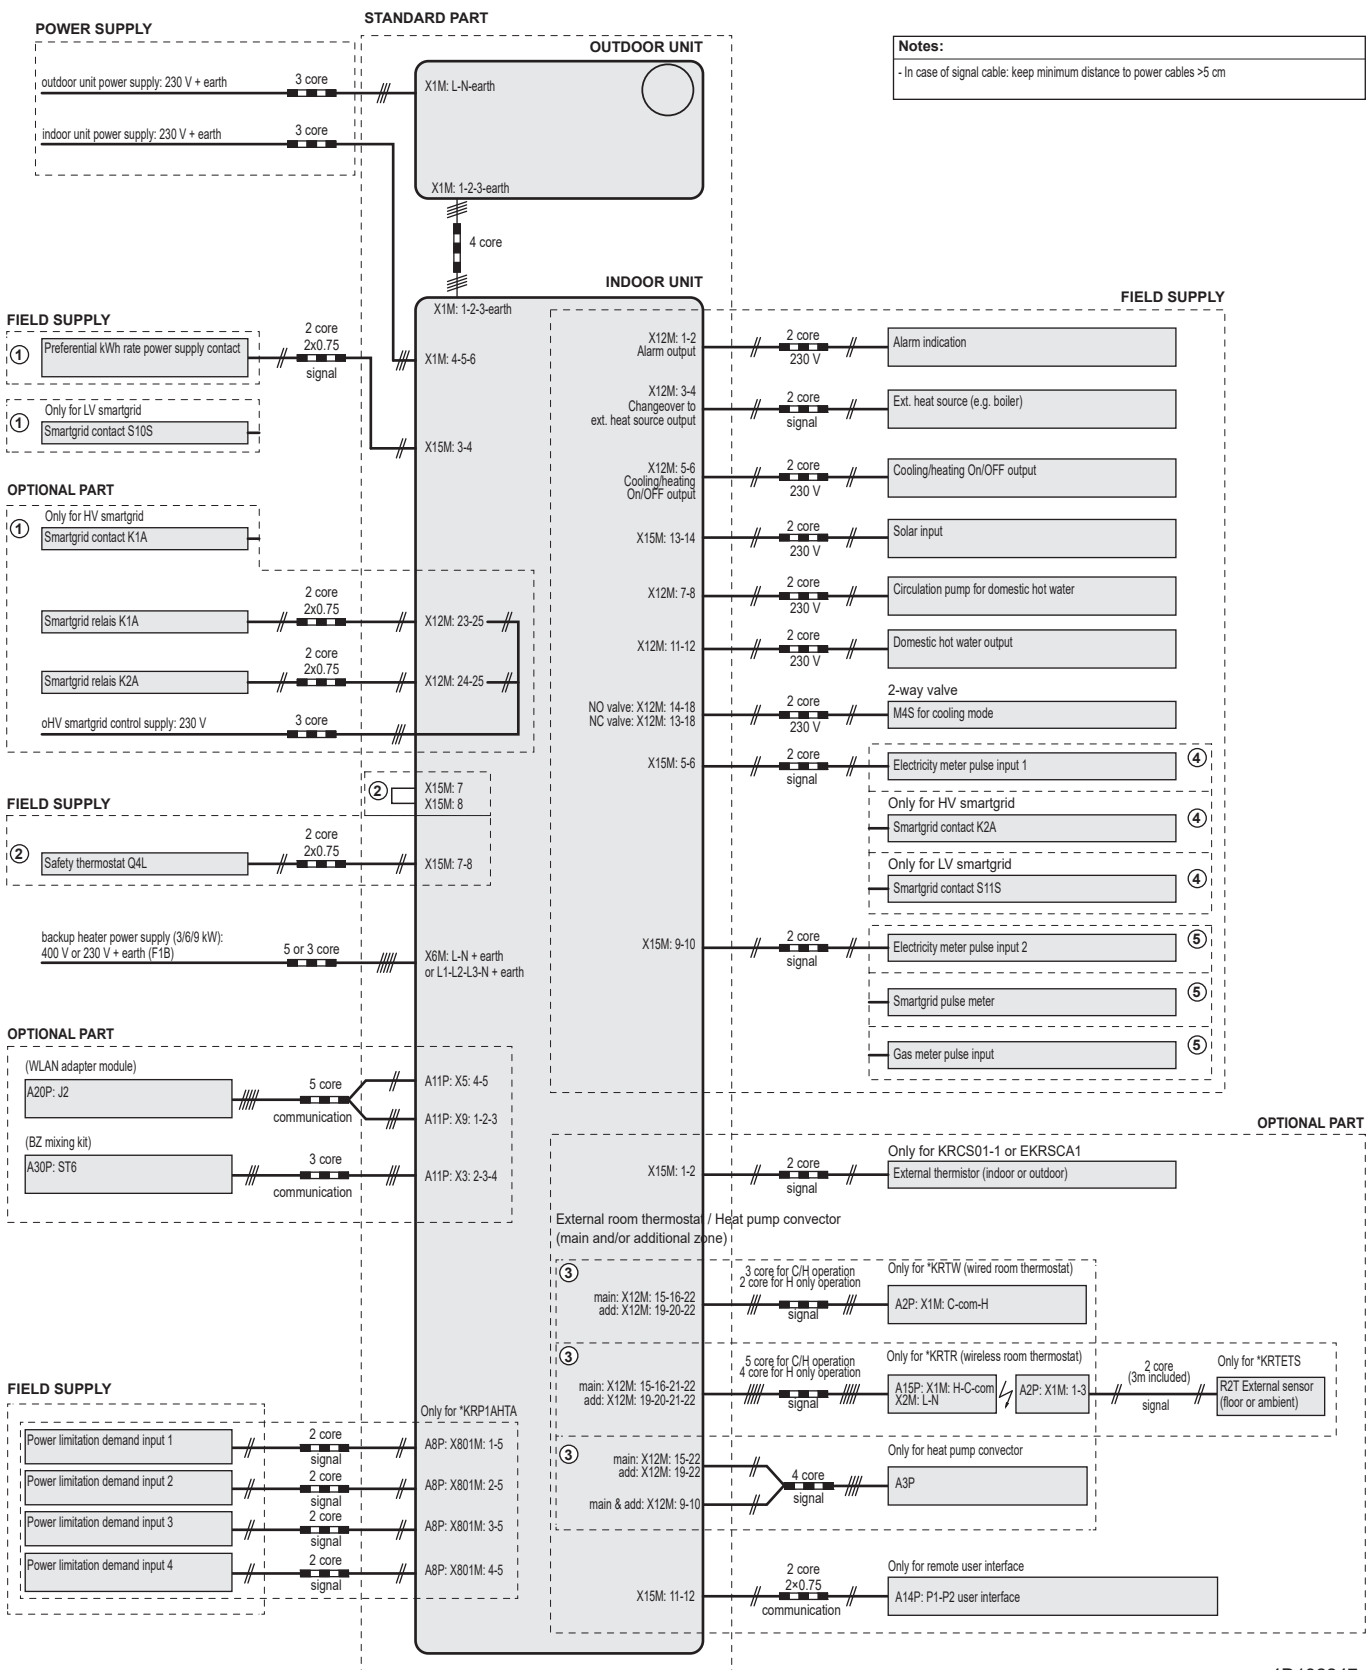 POWER SUPPLY
outdoor unit power supply: 230 V + earth
3 core
indoor unit power supply: 230 V + earth
3 core
STANDARD PART
OUTDOOR UNIT
X1M: L-N-earth
X1M: 1-2-3-earth
4 core
Notes:
- In case of signal cable: keep minimum distance to power cables >5 cm
INDOOR UNIT
X1M: 1-2-3-earth
FIELD SUPPLY
1
Preferential kWh rate power supply contact
2 core
2x0.75
signal
X1M: 4-5-6
1
Only for LV smartgrid
Smartgrid contact S10S
X15M: 3-4
OPTIONAL PART
1
Only for HV smartgrid
Smartgrid contact K1A
Smartgrid relais K1A
2 core
2x0.75
X12M: 23-25
Smartgrid relais K2A
2 core
2x0.75
X12M: 24-25
oHV smartgrid control supply: 230 V
3 core
2
X15M: 7
X15M: 8
FIELD SUPPLY
2
Safety thermostat Q4L
2 core
2x0.75
X15M: 7-8
backup heater power supply (3/6/9 kW):
400 V or 230 V + earth (F1B)
5 or 3 core
X6M: L-N + earth
or L1-L2-L3-N + earth
OPTIONAL PART
(WLAN adapter module)
A20P: J2
5 core
communication
A11P: X5: 4-5
A11P: X9: 1-2-3
(BZ mixing kit)
A30P: ST6
3 core
communication
A11P: X3: 2-3-4
FIELD SUPPLY
Only for *KRP1AHTA
Power limitation demand input 1
2 core
signal
A8P: X801M: 1-5
Power limitation demand input 2
2 core
signal
A8P: X801M: 2-5
Power limitation demand input 3
2 core
signal
A8P: X801M: 3-5
Power limitation demand input 4
2 core
signal
A8P: X801M: 4-5
FIELD SUPPLY
X12M: 1-2
Alarm output
2 core
230 V
Alarm indication
X12M: 3-4
Changeover to
ext. heat source output
2 core
signal
Ext. heat source (e.g. boiler)
X12M: 5-6
Cooling/heating
On/OFF output
2 core
230 V
Cooling/heating On/OFF output
X15M: 13-14
2 core
230 V
Solar input
X12M: 7-8
2 core
230 V
Circulation pump for domestic hot water
X12M: 11-12
2 core
230 V
Domestic hot water output
NO valve: X12M: 14-18
NC valve: X12M: 13-18
2 core
230 V
2-way valve
M4S for cooling mode
X15M: 5-6
2 core
signal
Electricity meter pulse input 1
4
Only for HV smartgrid
Smartgrid contact K2A
4
Only for LV smartgrid
Smartgrid contact S11S
4
X15M: 9-10
2 core
signal
Electricity meter pulse input 2
5
Smartgrid pulse meter
5
Gas meter pulse input
5
OPTIONAL PART
X15M: 1-2
2 core
signal
Only for KRCS01-1 or EKRSCA1
External thermistor (indoor or outdoor)
External room thermostat / Heat pump convector
(main and/or additional zone)
3
main: X12M: 15-16-22
add: X12M: 19-20-22
3 core for C/H operation
2 core for H only operation
signal
Only for *KRTW (wired room thermostat)
A2P: X1M: C-com-H
3
main: X12M: 15-16-21-22
add: X12M: 19-20-21-22
5 core for C/H operation
4 core for H only operation
signal
Only for *KRTR (wireless room thermostat)
A15P: X1M: H-C-com
X2M: L-N
A2P: X1M: 1-3
2 core
(3m included)
signal
Only for *KRTETS
R2T External sensor
(floor or ambient)
3
main: X12M: 15-22
add: X12M: 19-22
main & add: X12M: 9-10
4 core
signal
Only for heat pump convector
A3P
X15M: 11-12
2 core
2×0.75
communication
Only for remote user interface
A14P: P1-P2 user interface